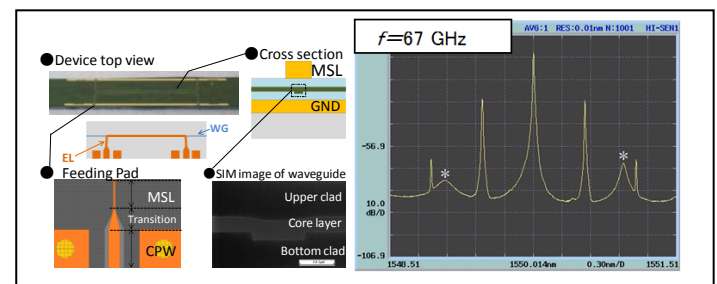 ●Device top view
●Cross section
MSL
GND
WG
EL
●Feeding Pad
MSL
Transition
CPW
●SIM image of waveguide
Upper clad
Core layer
Bottom clad
f=67 GHz
AVG:1 RES:0.01nm N:1001 HI-SEN1
-56.9
*
*
10.0
dB/D
-106.9
1548.51
1550.014nm
0.30nm/D
1551.51